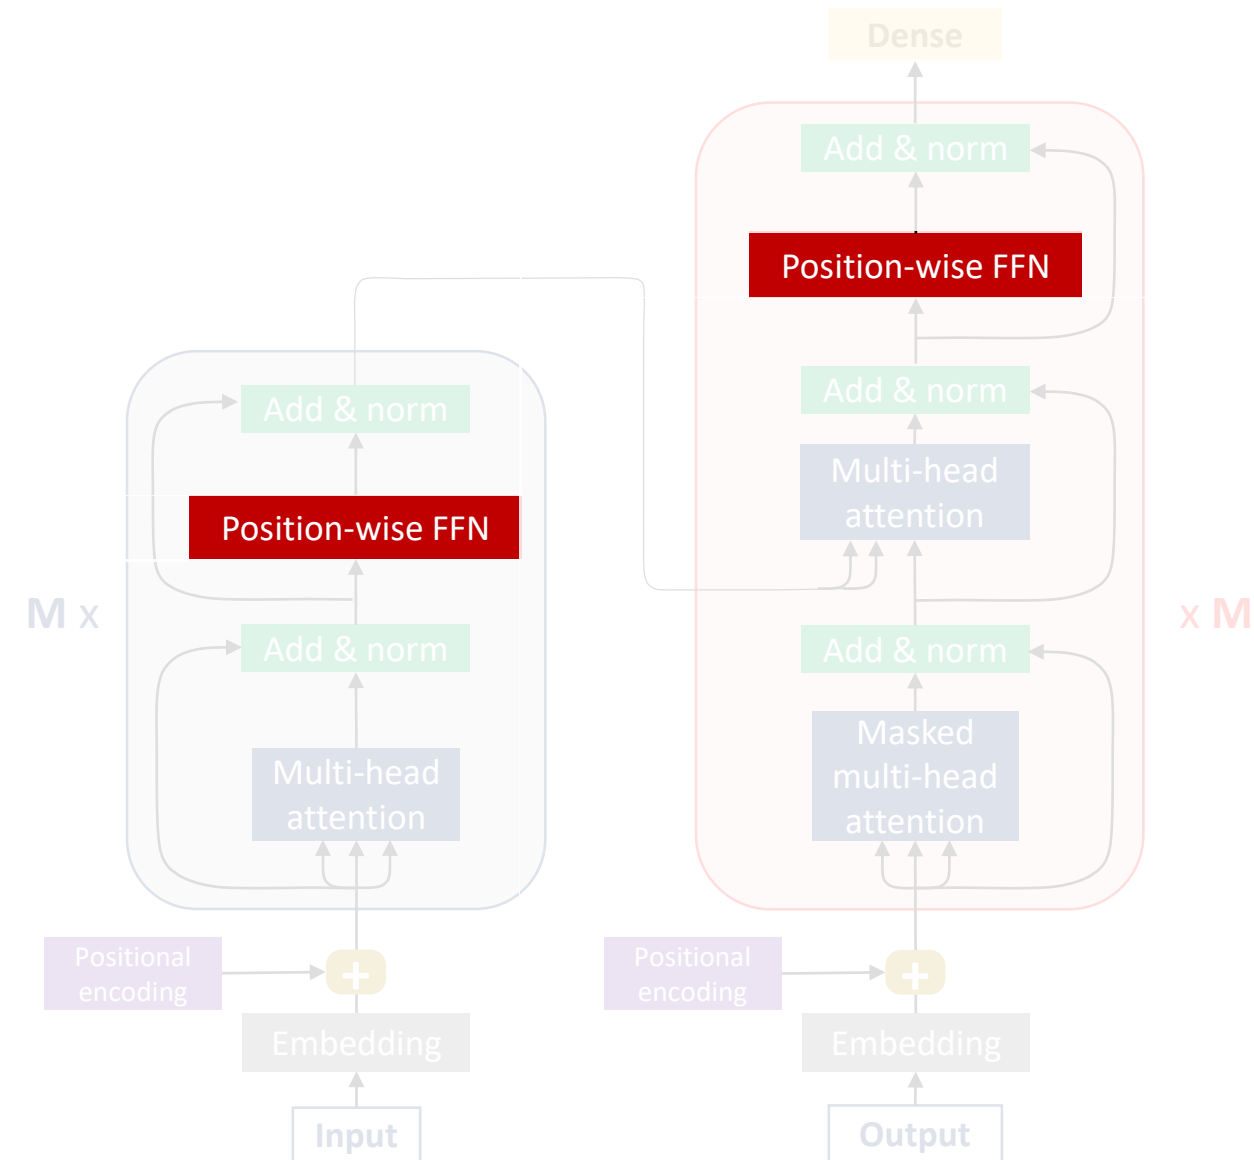 Dense
Add & norm
Position-wise FFN
Add & norm
Multi-head
attention
Add & norm
Masked
multi-head
attention
x M
Positional
encoding
+
Embedding
Output
Add & norm
Position-wise FFN
M x
Add & norm
Multi-head
attention
Positional
encoding
+
Embedding
Input